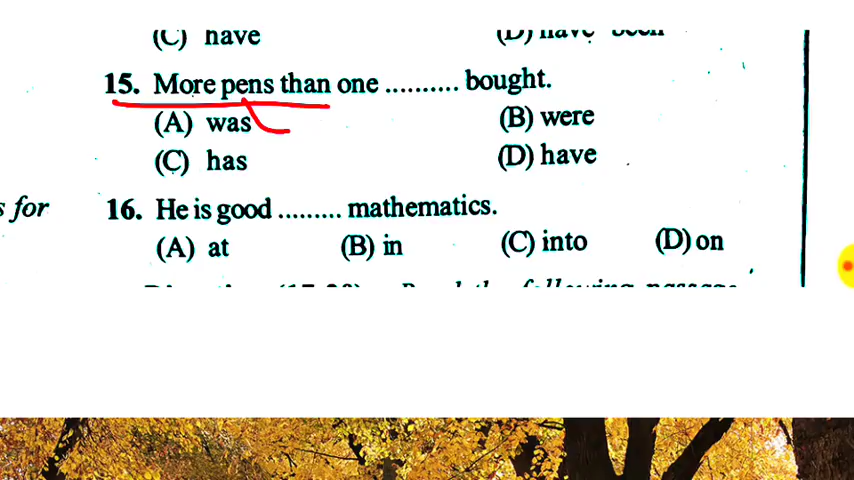 (C) have
15. More pens than one .......... bought.
(A) was
(B) were
(C) has
(D) have
s for
16. He is good ......... mathematics.
(A) at
(B) in
(C) into
(D) on